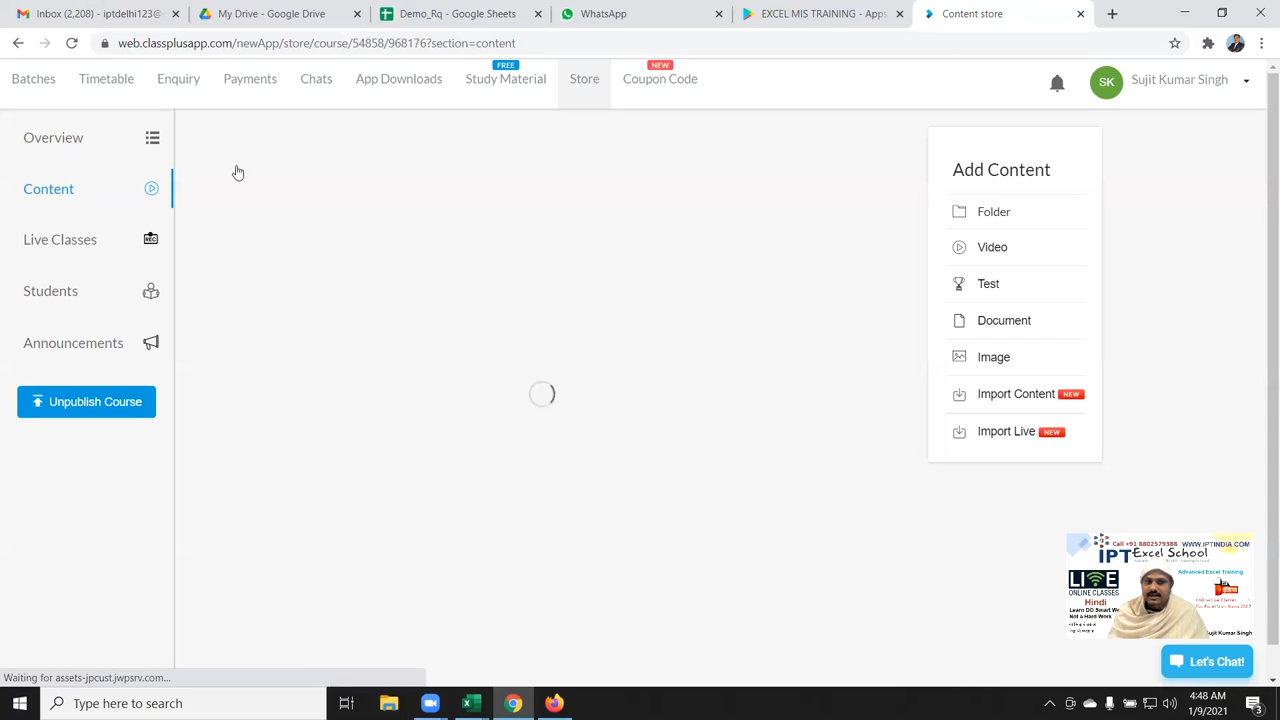 Inbox (2,208) - iptdelhi123@
My Drive - Google Drive
Demo_Rq - Google Sheets
WhatsApp
EXCEL MIS TRAINING - Apps
Content store
web.classplusapp.com/newApp/store/course/54858/968176?section=content
FREE
NEW
Batches
Timetable
Enquiry
Payments
Chats
App Downloads
Study Material
Store
Coupon Code
SK
Sujit Kumar Singh
Overview
Content
Live Classes
REC
Students
Announcements
Unpublish Course
Add Content
Folder
Video
Test
Document
Image
Import Content NEW
Import Live NEW
Call +91 8802579388 WWW.IPTINDIA.COM
IPT Excel School
LIVE
ONLINE CLASSES
Hindi
Learn DO Smart We
Not a Hard Work
Advanced Excel Training
Sujit Kumar Singh
Let's Chat!
Waiting for assets-jpcust.jwpsrv.com...
Type here to search
4:48 AM
1/9/2021
3